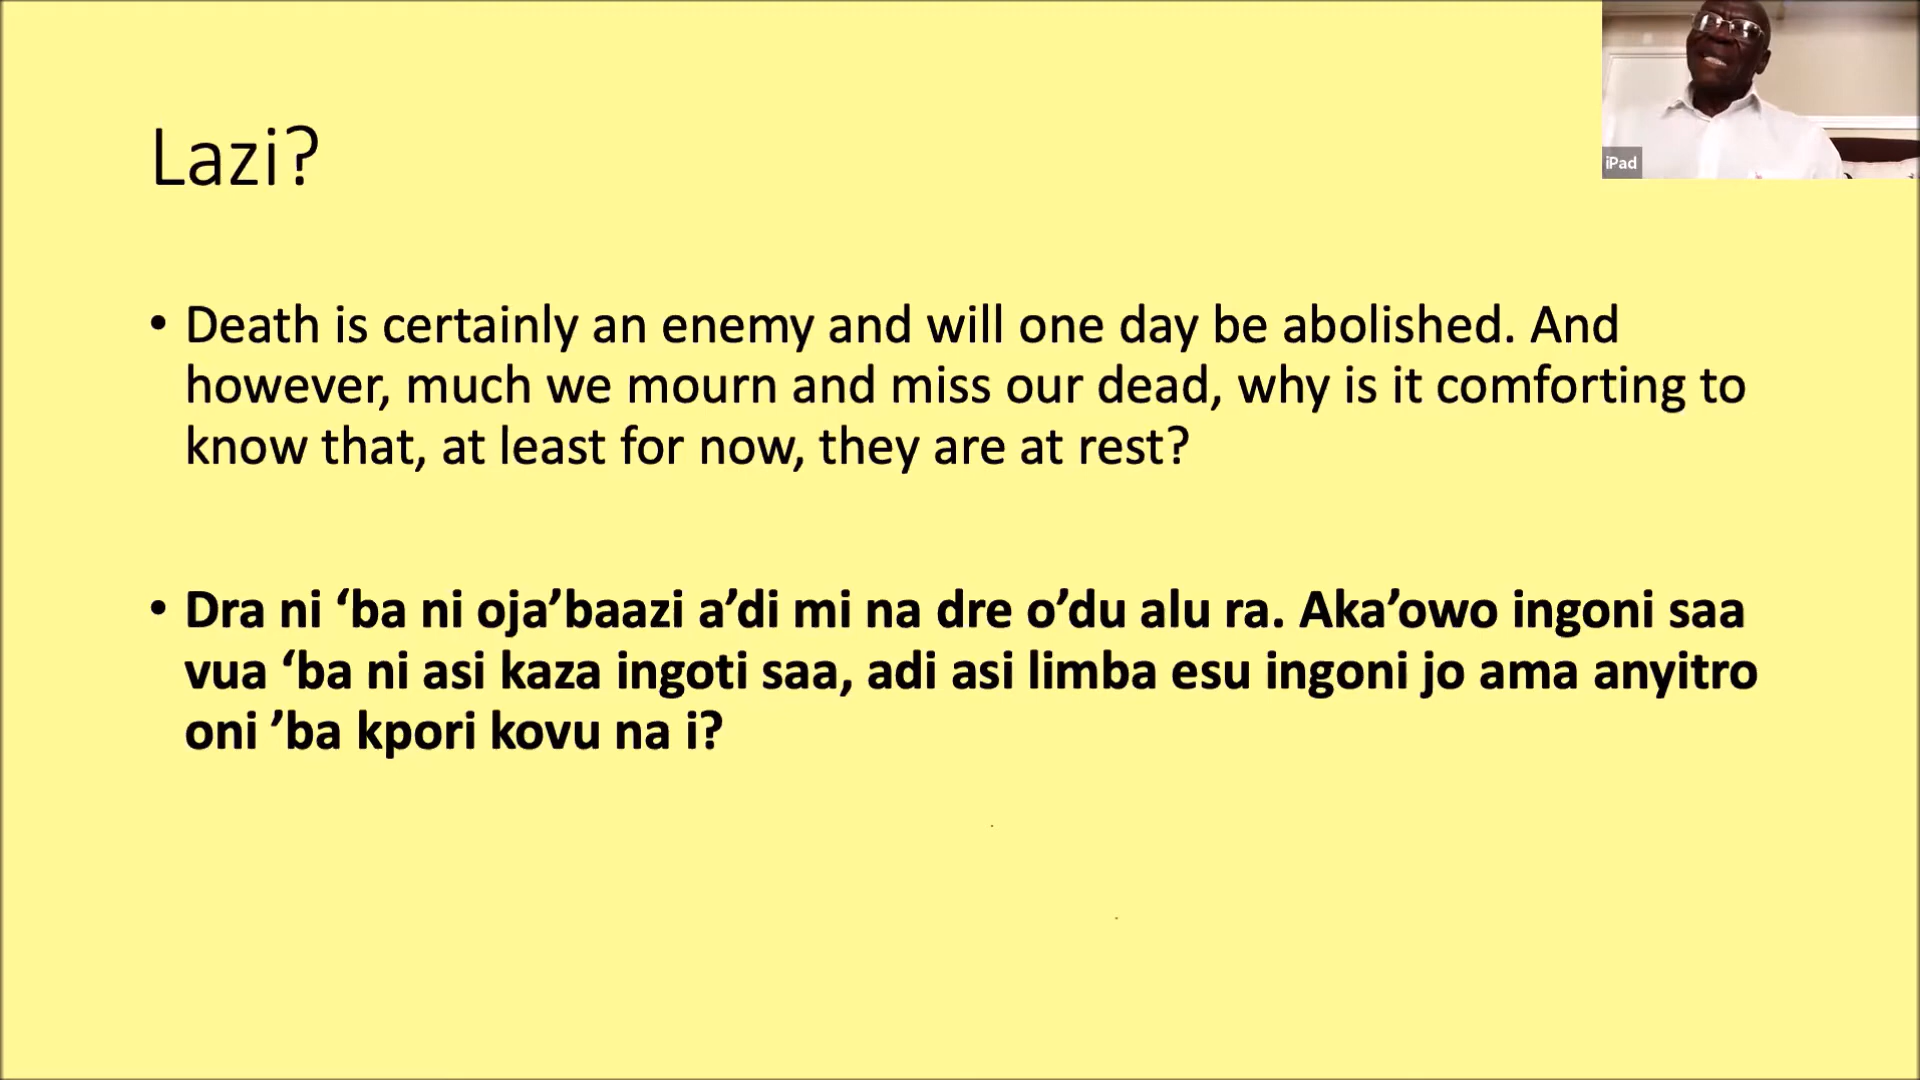 Lazi?
• Death is certainly an enemy and will one day be abolished. And
however, much we mourn and miss our dead, why is it comforting to
know that, at least for now, they are at rest?
• Dra ni ‘ba ni oja’baazi a’di mi na dre o’du alu ra. Aka’owo ingoni saa
vua ‘ba ni asi kaza ingoti saa, adi asi limba esu ingoni jo ama anyitro
oni ’ba kpori kovu na i?
iPad